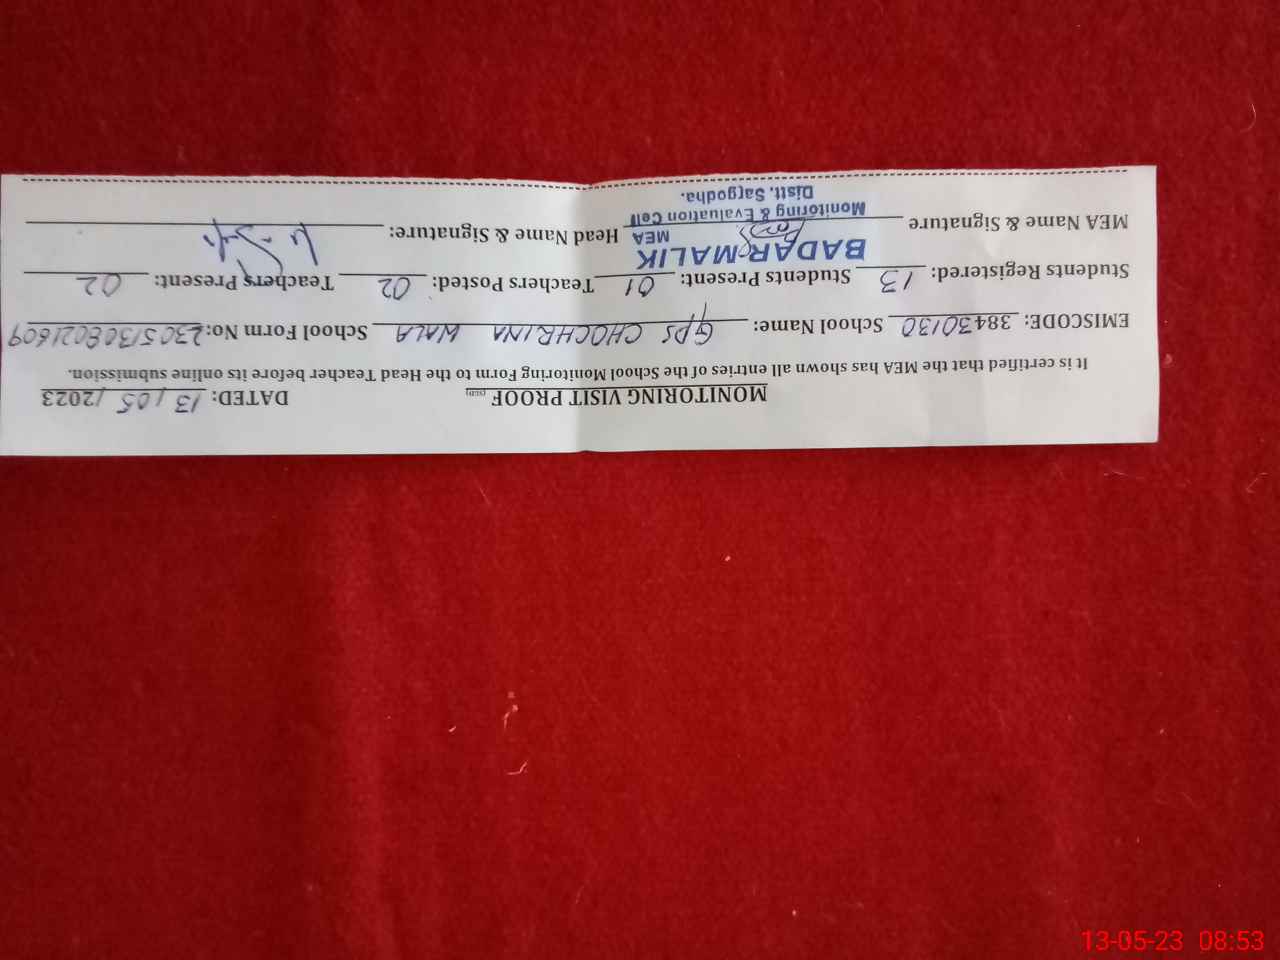 MONITORING VISIT PROOF (SED) DATED: 13/05/2023
It is certified that the MEA has shown all entries of the School Monitoring Form to the Head Teacher before its online submission.
EMISCODE: 38430130 School Name: GPS CHOCHRINA WALA School Form No: 23051308021609
Students Registered: 13 Students Present: 01 Teachers Posted: 02 Teachers Present: 02
BADAR MALIK
MEA Name & Signature MEA Head Name & Signature:
Monitoring & Evaluation Cell
Distt. Sargodha.
13-05-23 08:53